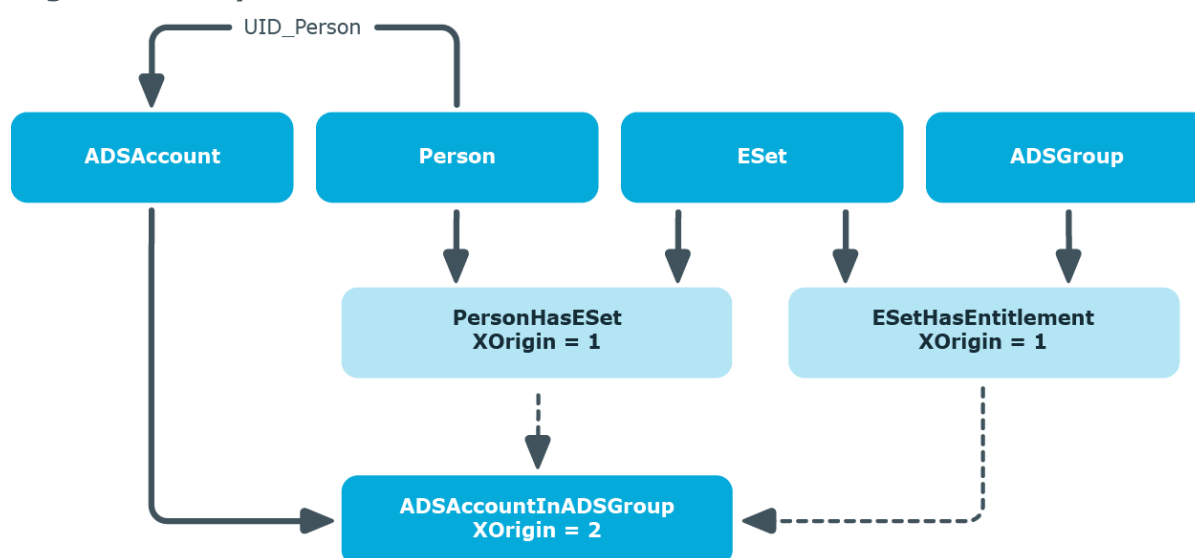 UID_Person
ADSAccount
Person
ESet
ADSGroup
PersonHasESet
XOrigin = 1
ESetHasEntitlement
XOrigin = 1
ADSAccountInADSGroup
XOrigin = 2